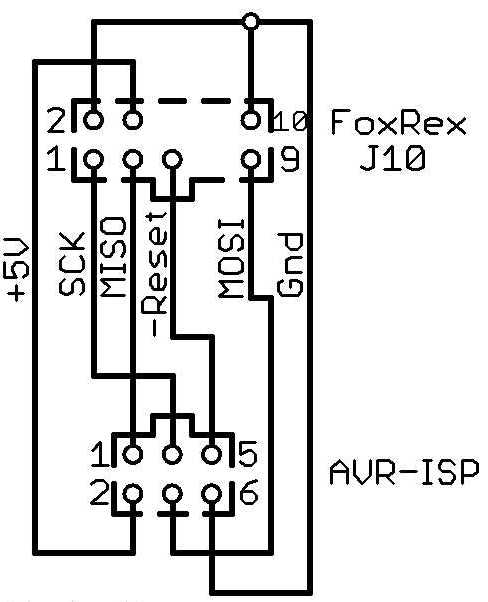 2 10 FoxRex
1 9 J10
+5V SCK MISO -Reset MOSI Gnd
1 5
2 6 AVR-ISP